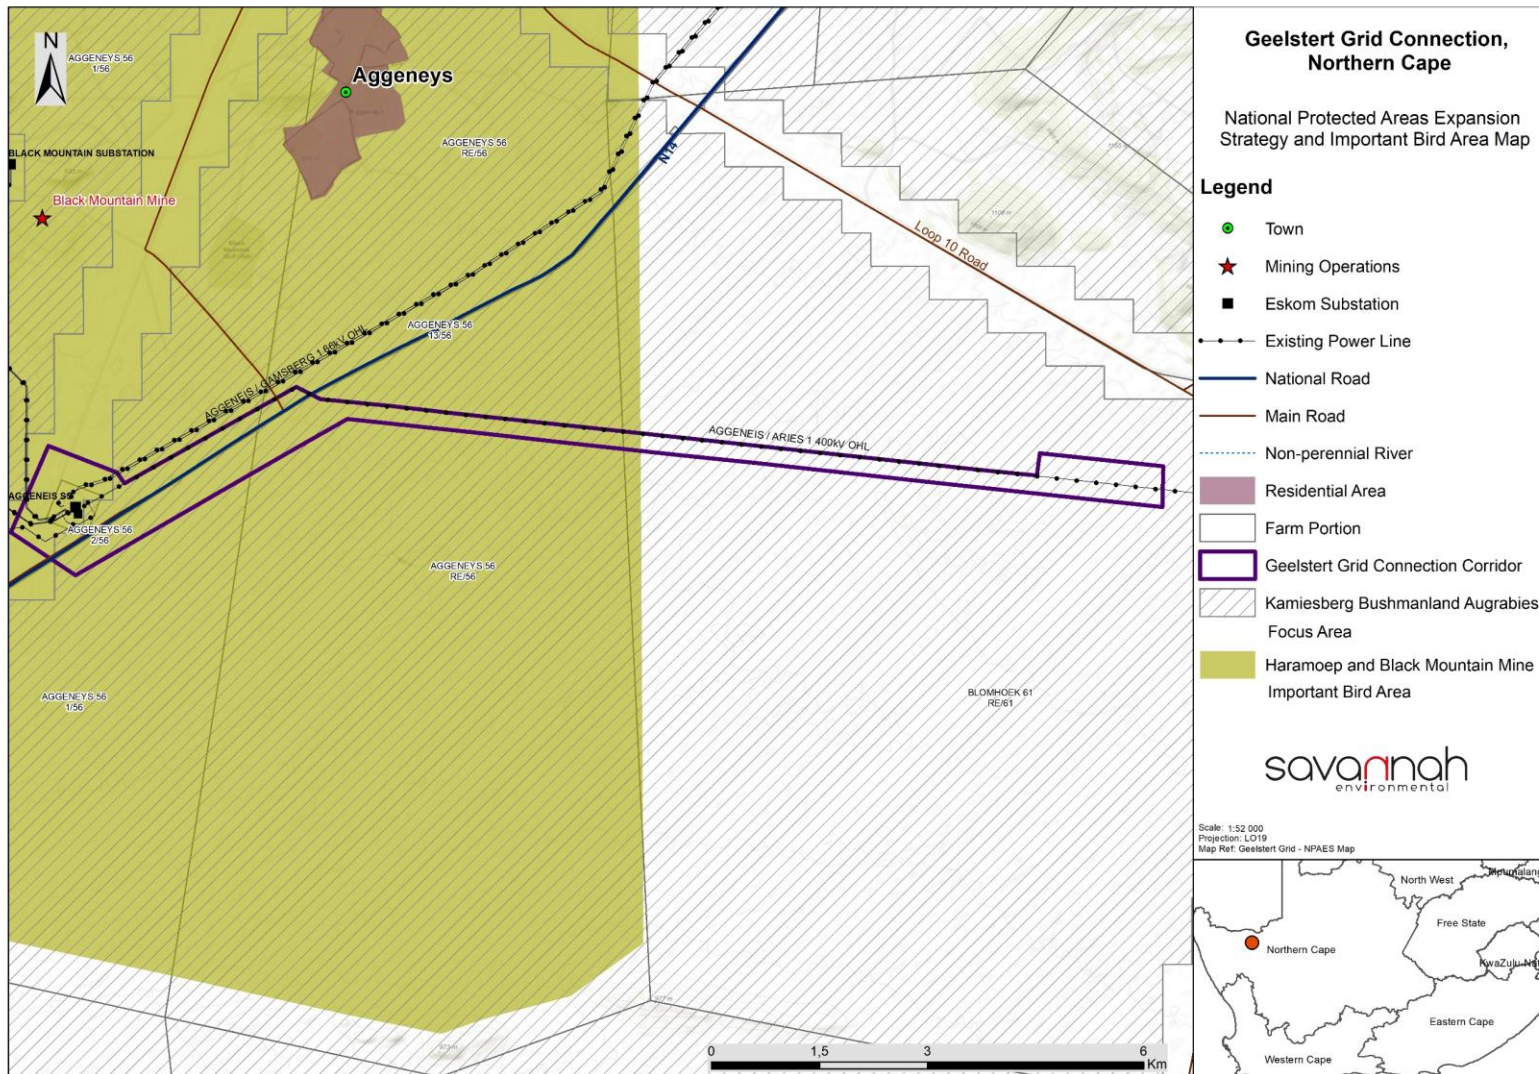 N
AGGENEYS 56
1/56
Aggeneys
AGGENEYS 56
RE/56
BLACK MOUNTAIN SUBSTATION
Black Mountain Mine
N14
Loop 10 Road
AGGENEYS 56
13/56
AGGENEIS / GAMSBERG 1 66kV OHL
AGGENEIS / ARIES 1 400kV OHL
AGGENEIS SS
AGGENEYS 56
2/56
AGGENEYS 56
RE/56
AGGENEYS 56
1/56
BLOMHOEK 61
RE/61
0 1,5 3 6
Km
Geelstert Grid Connection,
Northern Cape
National Protected Areas Expansion
Strategy and Important Bird Area Map
Legend
Town
Mining Operations
Eskom Substation
Existing Power Line
National Road
Main Road
Non-perennial River
Residential Area
Farm Portion
Geelstert Grid Connection Corridor
Kamiesberg Bushmanland Augrabies
Focus Area
Haramoep and Black Mountain Mine
Important Bird Area
savannah
environmental
Scale: 1:52 000
Projection: LO19
Map Ref: Geelstert Grid - NPAES Map
North West
Mpumalang
Free State
Northern Cape
KwaZulu-Nat
Eastern Cape
Western Cape